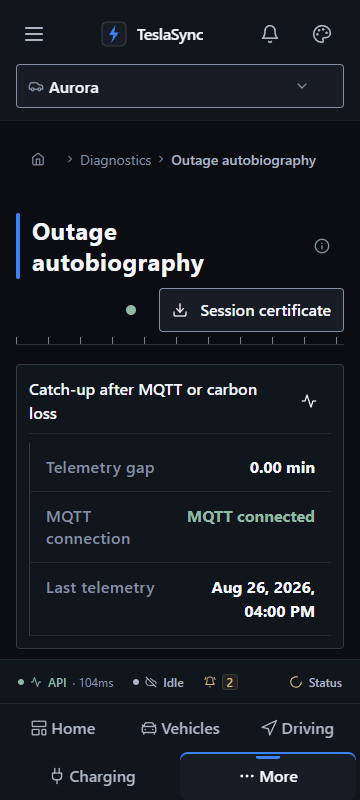 TeslaSync
Aurora
Diagnostics
Outage autobiography
Outage
autobiography
Session certificate
Catch-up after MQTT or carbon
loss
Telemetry gap
0.00 min
MQTT
connection
MQTT connected
Last telemetry
Aug 26, 2026,
04:00 PM
API · 104ms
Idle
2
Status
Home
Vehicles
Driving
Charging
More